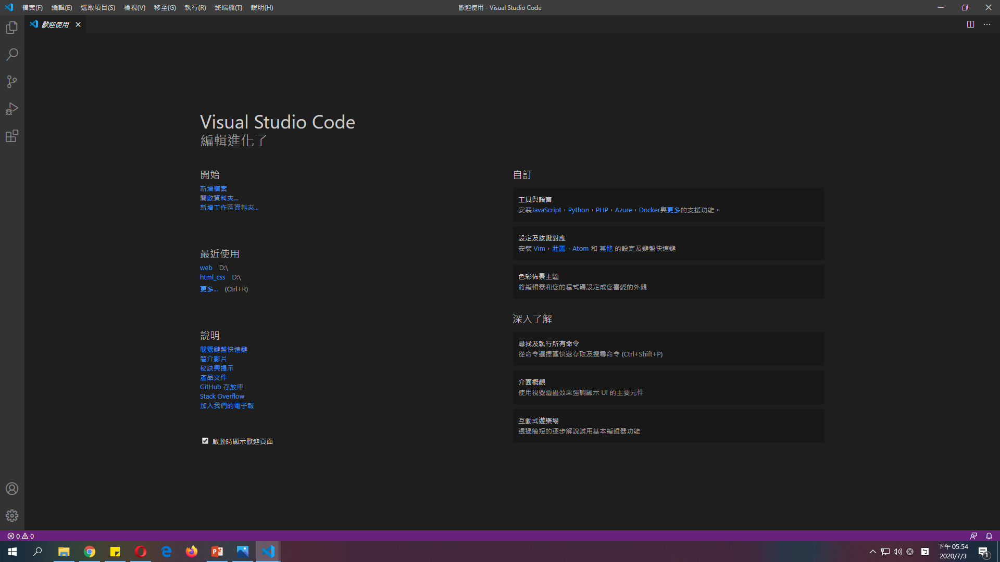 檔案(F) 編輯(E) 選取項目(S) 檢視(V) 移至(G) 執行(R) 終端機(T) 說明(H)
歡迎使用 - Visual Studio Code
歡迎使用
Visual Studio Code
編輯進化了
開始
新增檔案
開啟資料夾...
新增工作區資料夾...
最近使用
web D:\
html_css D:\
更多... (Ctrl+R)
說明
閱覽鍵盤快速鍵
簡介影片
秘訣與提示
產品文件
GitHub 存放庫
Stack Overflow
加入我們的電子報
啟動時顯示歡迎頁面
自訂
工具與語言
安裝JavaScript，Python，PHP，Azure，Docker與更多的支援功能。
設定及按鍵對應
安裝 Vim，壯麗，Atom 和 其他 的設定及鍵盤快速鍵
色彩佈景主題
將編輯器和您的程式碼設定成您喜愛的外觀
深入了解
尋找及執行所有命令
從命令選擇區快速存取及搜尋命令 (Ctrl+Shift+P)
介面概觀
使用視覺覆疊效果強調顯示 UI 的主要元件
互動式遊樂場
透過簡短的逐步解說試用基本編輯器功能
0 0
下午 05:54
2020/7/3
1